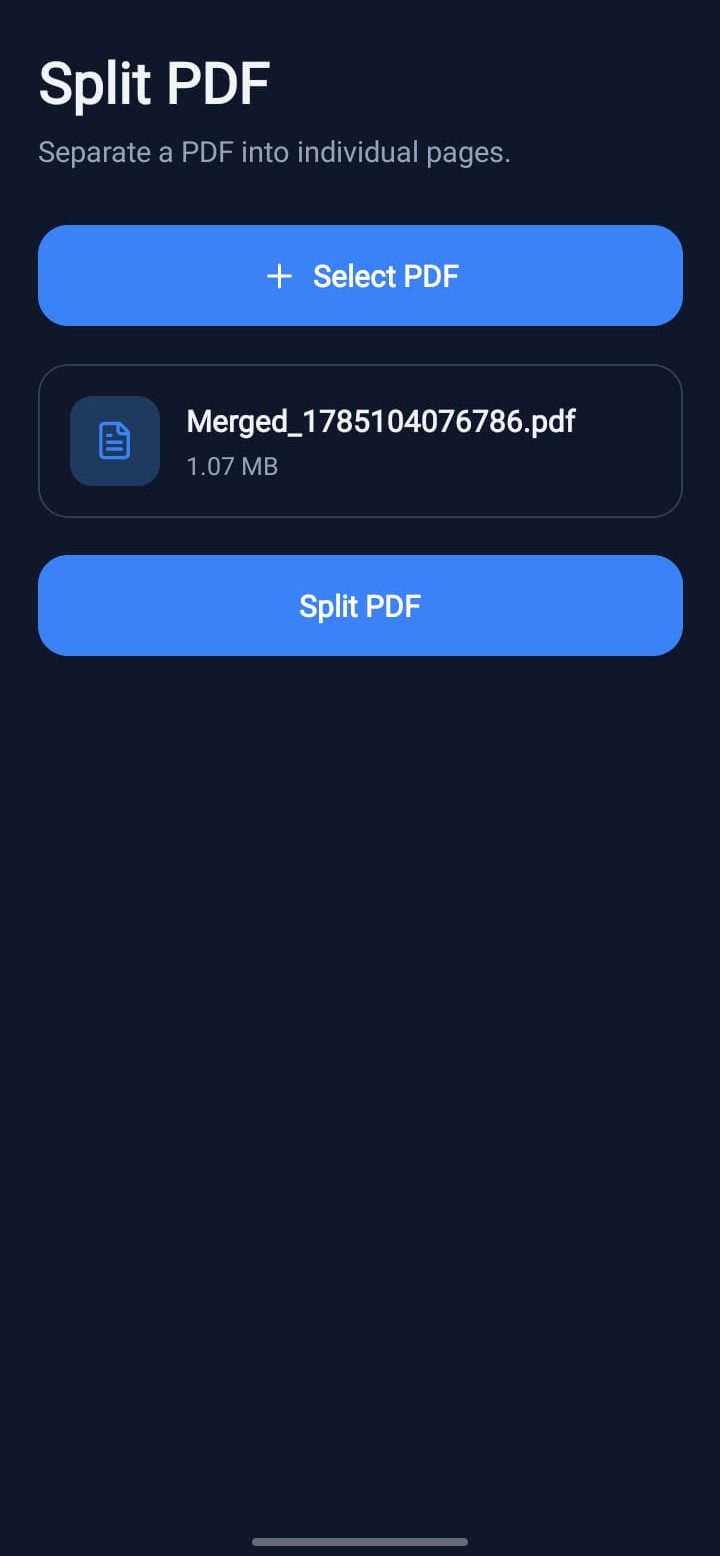 Split PDF
Separate a PDF into individual pages.
+ Select PDF
Merged_1785104076786.pdf
1.07 MB
Split PDF